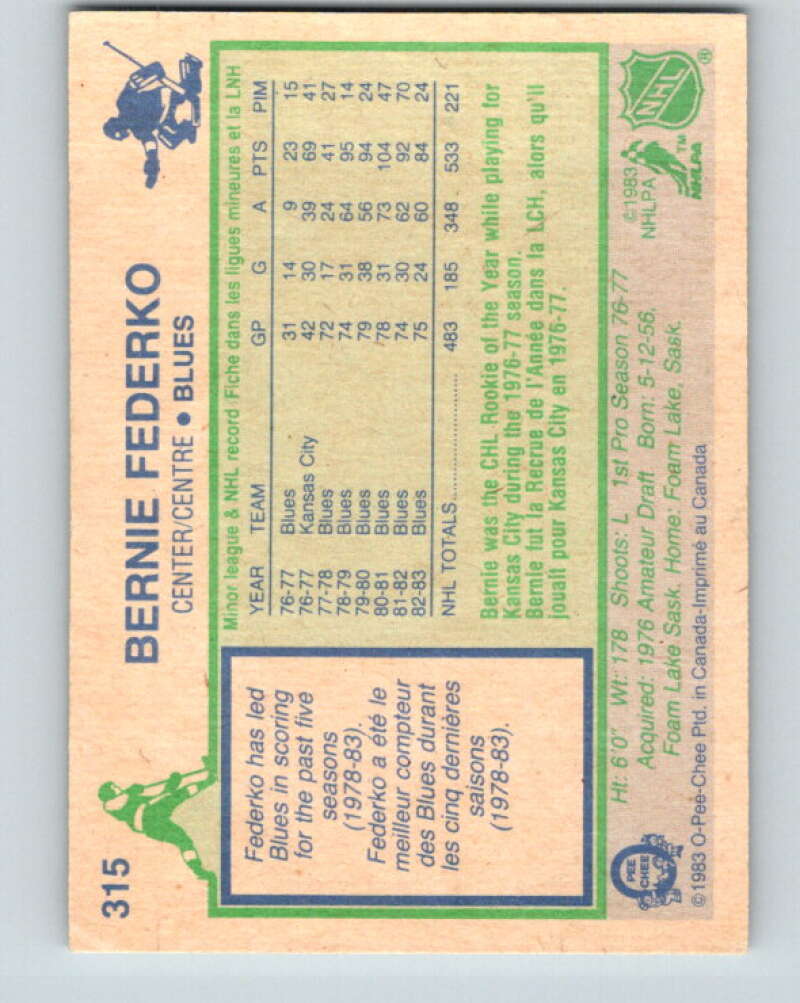 315
BERNIE FEDERKO
CENTER/CENTRE • BLUES
Federko has led
Blues in scoring
for the past five
seasons
(1978-83).
Federko a été le
meilleur compteur
des Blues durant
les cinq dernières
saisons
(1978-83).
Minor league & NHL record Fiche dans les ligues mineures et la LNH
YEAR TEAM GP G A PTS PIM
76-77 Blues 31 14 9 23 15
76-77 Kansas City 42 30 39 69 41
77-78 Blues 72 17 24 41 27
78-79 Blues 74 31 64 95 14
79-80 Blues 79 38 56 94 24
80-81 Blues 78 31 73 104 47
81-82 Blues 74 30 62 92 70
82-83 Blues 75 24 60 84 24
NHL TOTALS 483 185 348 533 221
Bernie was the CHL Rookie of the Year while playing for
Kansas City during the 1976-77 season.
Bernie fut la Recrue de l'Année dans la LCH, alors qu'il
jouait pour Kansas City en 1976-77.
Ht: 6'0" Wt: 178 Shoots: L 1st Pro Season 76-77
Acquired: 1976 Amateur Draft Born: 5-12-56,
Foam Lake Sask. Home: Foam Lake, Sask.
©1983 O-Pee-Chee Ptd. in Canada-Imprimé au Canada
O PEE CHEE
©1983
NHLPA
NHLPA TM
NHL ®